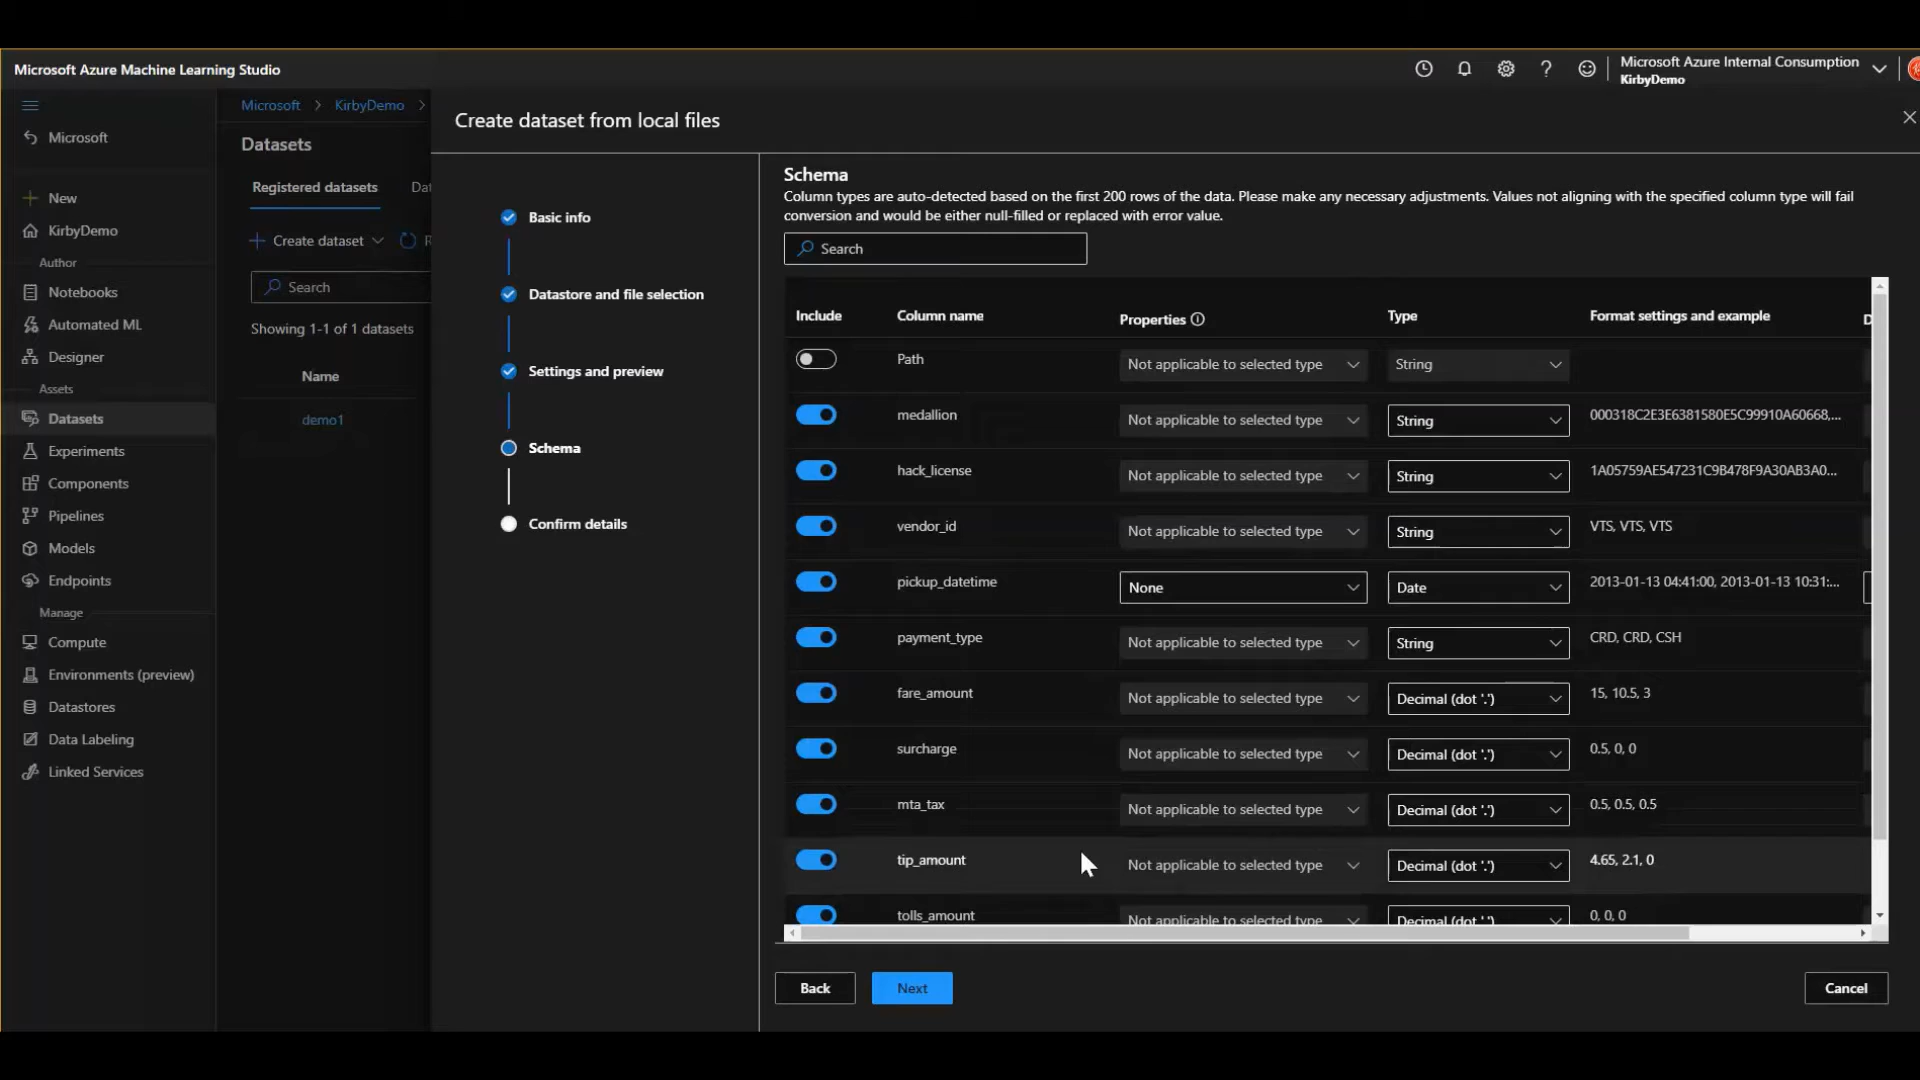 Microsoft Azure Machine Learning Studio
Microsoft Azure Internal Consumption
KirbyDemo
Microsoft
New
KirbyDemo
Author
Notebooks
Automated ML
Designer
Assets
Datasets
Experiments
Components
Pipelines
Models
Endpoints
Manage
Compute
Environments (preview)
Datastores
Data Labeling
Linked Services
Microsoft > KirbyDemo >
Datasets
Registered datasets
Create dataset
Search
Showing 1-1 of 1 datasets
Name
demo1
Create dataset from local files
Basic info
Datastore and file selection
Settings and preview
Schema
Confirm details
Schema
Column types are auto-detected based on the first 200 rows of the data. Please make any necessary adjustments. Values not aligning with the specified column type will fail
conversion and would be either null-filled or replaced with error value.
Search
Include Column name Properties Type Format settings and example
Path Not applicable to selected type String
medallion Not applicable to selected type String 000318C2E3E6381580E5C99910A60668,...
hack_license Not applicable to selected type String 1A05759AE547231C9B478F9A30AB3A0...
vendor_id Not applicable to selected type String VTS, VTS, VTS
pickup_datetime None Date 2013-01-13 04:41:00, 2013-01-13 10:31:...
payment_type Not applicable to selected type String CRD, CRD, CSH
fare_amount Not applicable to selected type Decimal (dot '.') 15, 10.5, 3
surcharge Not applicable to selected type Decimal (dot '.') 0.5, 0, 0
mta_tax Not applicable to selected type Decimal (dot '.') 0.5, 0.5, 0.5
tip_amount Not applicable to selected type Decimal (dot '.') 4.65, 2.1, 0
tolls_amount Not applicable to selected type Decimal (dot '.') 0, 0, 0
Back Next Cancel